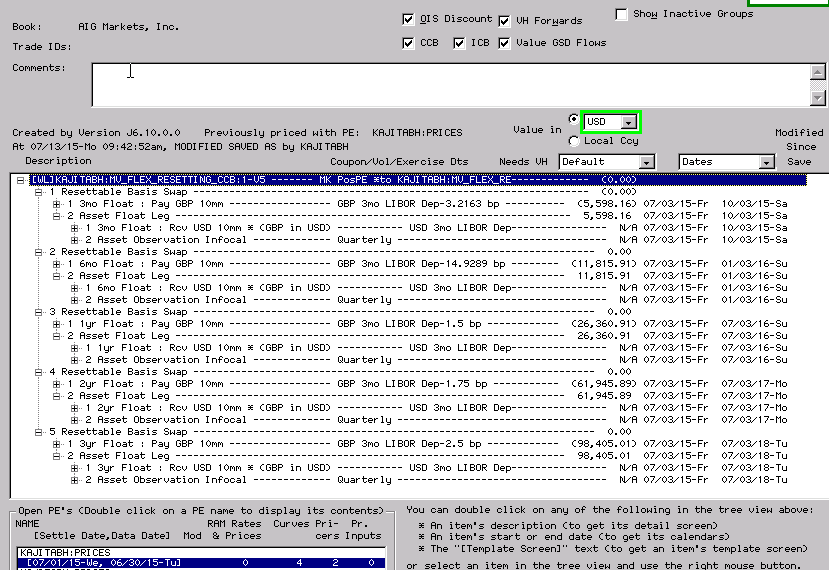 Book: AIG Markets, Inc.
OIS Discount VH Forwards Show Inactive Groups
Trade IDs:
CCB ICB Value GSD Flows
Comments:
Value in USD
Created by Version J6.10.0.0 Previously priced with PE: KAJITABH:PRICES Modified
At 07/13/15-Mo 09:42:52am, MODIFIED SAVED AS by KAJITABH Local Ccy Since
Description Coupon/Vol/Exercise Dts Needs VH Default Dates Save
[WL]KAJITABH:MV_FLEX_RESETTING_CCB:1-V5 ------ MK PosPE *to KAJITABH:MV_FLEX_RE------------- (0.00)
1 Resettable Basis Swap (0.00)
1 3mo Float : Pay GBP 10mm GBP 3mo LIBOR Dep-3.2163 bp (5,598.16) 07/03/15-Fr 10/03/15-Sa
2 Asset Float Leg 5,598.16 07/03/15-Fr 10/03/15-Sa
1 3mo Float : Rcv USD 10mm * (GBP in USD) USD 3mo LIBOR Dep N/A 07/03/15-Fr 10/03/15-Sa
2 Asset Observation Infocal Quarterly N/A 07/03/15-Fr 10/03/15-Sa
2 Resettable Basis Swap 0.00
1 6mo Float : Pay GBP 10mm GBP 3mo LIBOR Dep-14.9289 bp (11,815.91) 07/03/15-Fr 01/03/16-Su
2 Asset Float Leg 11,815.91 07/03/15-Fr 01/03/16-Su
1 6mo Float : Rcv USD 10mm * (GBP in USD) USD 3mo LIBOR Dep N/A 07/03/15-Fr 01/03/16-Su
2 Asset Observation Infocal Quarterly N/A 07/03/15-Fr 01/03/16-Su
3 Resettable Basis Swap 0.00
1 1yr Float : Pay GBP 10mm GBP 3mo LIBOR Dep-1.5 bp (26,360.91) 07/03/15-Fr 07/03/16-Su
2 Asset Float Leg 26,360.91 07/03/15-Fr 07/03/16-Su
1 1yr Float : Rcv USD 10mm * (GBP in USD) USD 3mo LIBOR Dep N/A 07/03/15-Fr 07/03/16-Su
2 Asset Observation Infocal Quarterly N/A 07/03/15-Fr 07/03/16-Su
4 Resettable Basis Swap 0.00
1 2yr Float : Pay GBP 10mm GBP 3mo LIBOR Dep-1.75 bp (61,945.89) 07/03/15-Fr 07/03/17-Mo
2 Asset Float Leg 61,945.89 07/03/15-Fr 07/03/17-Mo
1 2yr Float : Rcv USD 10mm * (GBP in USD) USD 3mo LIBOR Dep N/A 07/03/15-Fr 07/03/17-Mo
2 Asset Observation Infocal Quarterly N/A 07/03/15-Fr 07/03/17-Mo
5 Resettable Basis Swap 0.00
1 3yr Float : Pay GBP 10mm GBP 3mo LIBOR Dep-2.5 bp (98,405.01) 07/03/15-Fr 07/03/18-Tu
2 Asset Float Leg 98,405.01 07/03/15-Fr 07/03/18-Tu
1 3yr Float : Rcv USD 10mm * (GBP in USD) USD 3mo LIBOR Dep N/A 07/03/15-Fr 07/03/18-Tu
2 Asset Observation Infocal Quarterly N/A 07/03/15-Fr 07/03/18-Tu
Open PE's (Double click on a PE name to display its contents)
NAME RAM Rates Curves Pri- Pr.
[Settle Date,Data Date] Mod & Prices cers Inputs
KAJITABH:PRICES
[07/01/15-We, 06/30/15-Tu] 0 4 2 0
You can double click on any of the following in the tree view above:
* An item's description (to get its detail screen)
* An item's start or end date (to get its calendars)
* The "[Template Screen]" text (to get an item's template screen)
or select an item in the tree view and use the right mouse button.